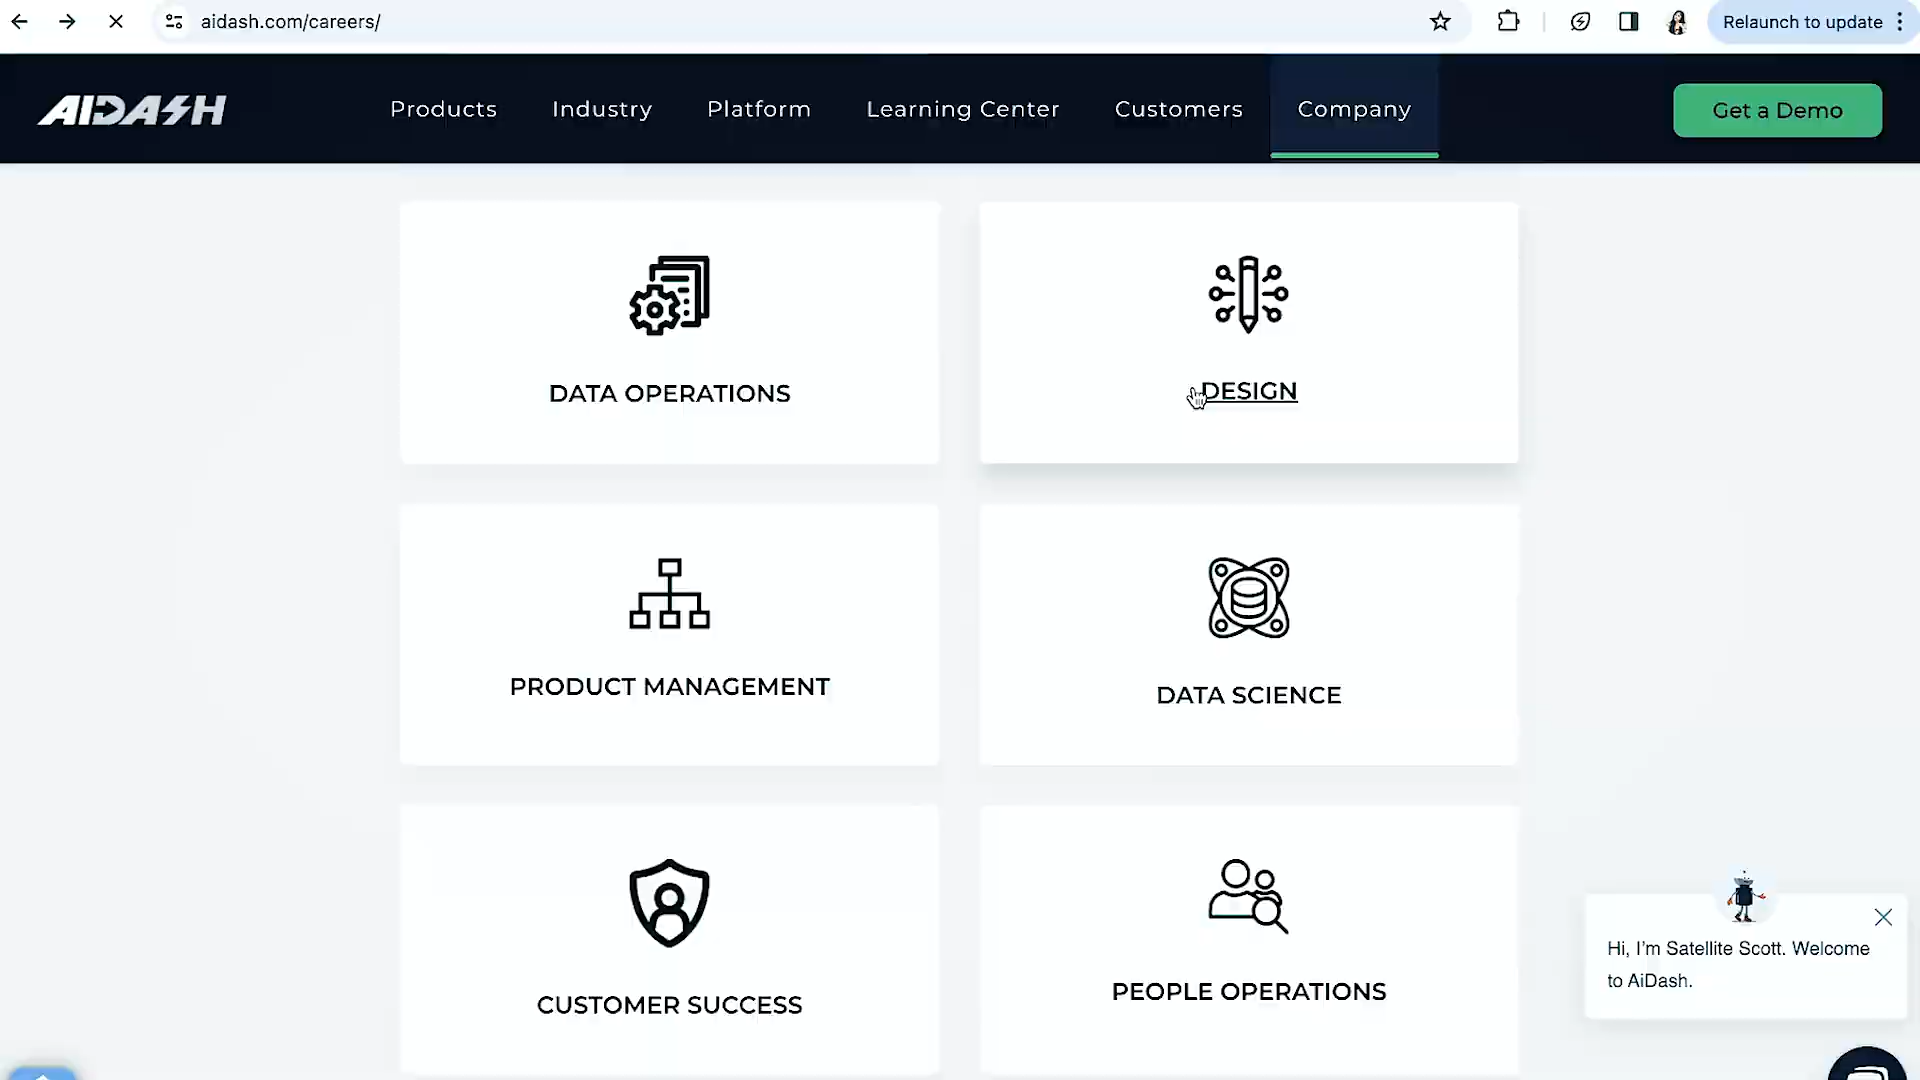 aidash.com/careers/
Relaunch to update
AIDASH
Products
Industry
Platform
Learning Center
Customers
Company
Get a Demo
DATA OPERATIONS
DESIGN
PRODUCT MANAGEMENT
DATA SCIENCE
CUSTOMER SUCCESS
PEOPLE OPERATIONS
Hi, I'm Satellite Scott. Welcome
to AiDash.